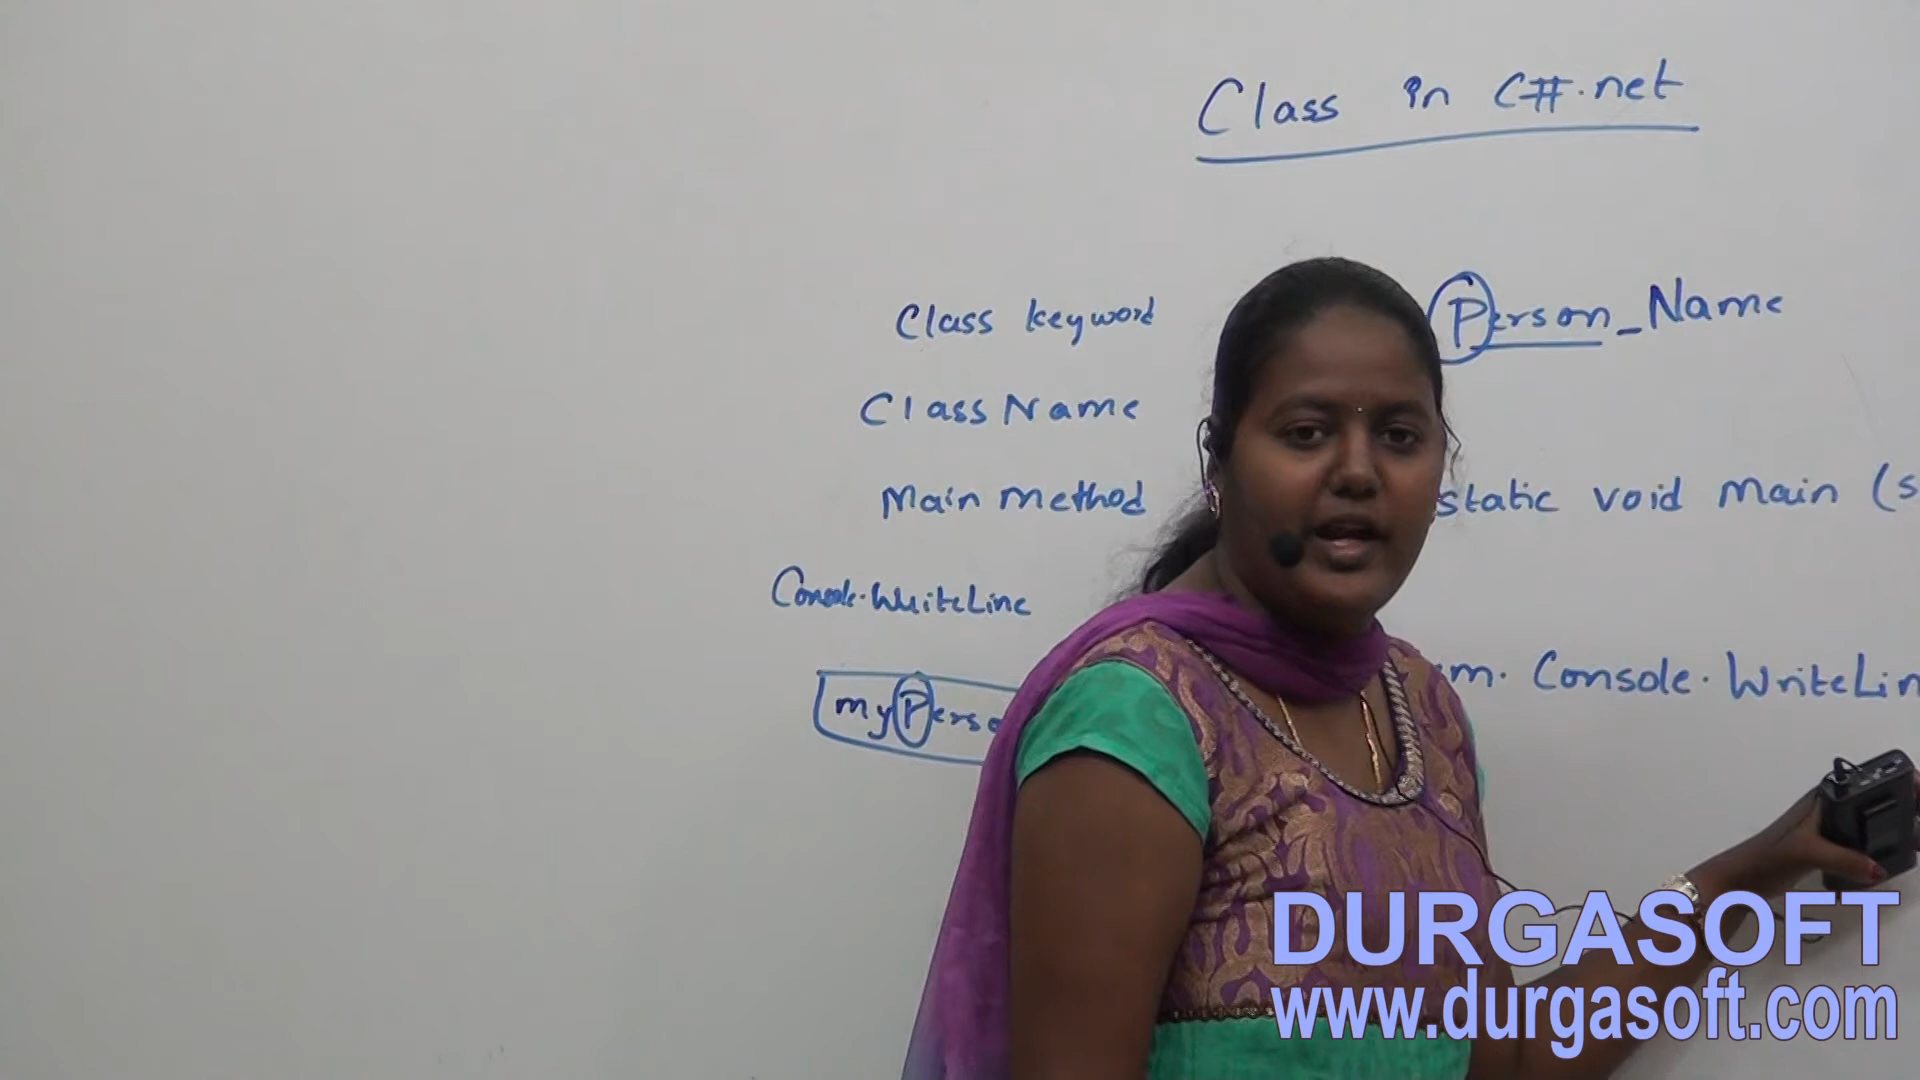 Class in C#.net
Class keyword
Person_Name
Class Name
Main method
static void Main (s
Console.WriteLine
m. Console.WriteLin
myPerso
DURGASOFT
www.durgasoft.com